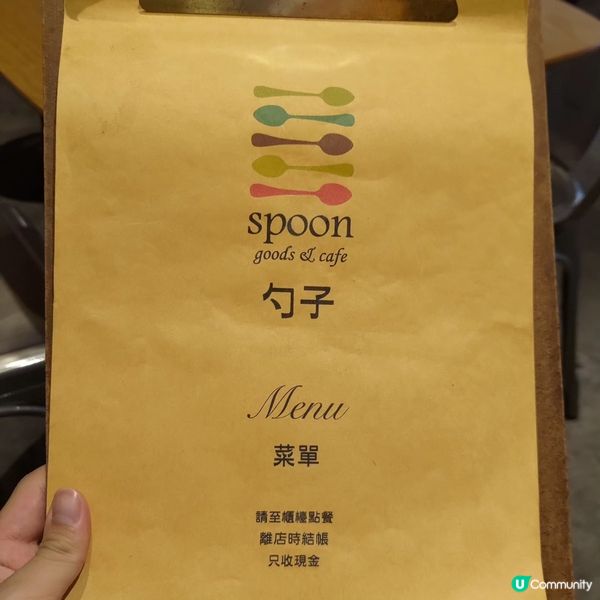 spoon
goods & cafe
勺子
Menu
菜單
請至櫃檯點餐
離店時結帳
只收現金
U Community